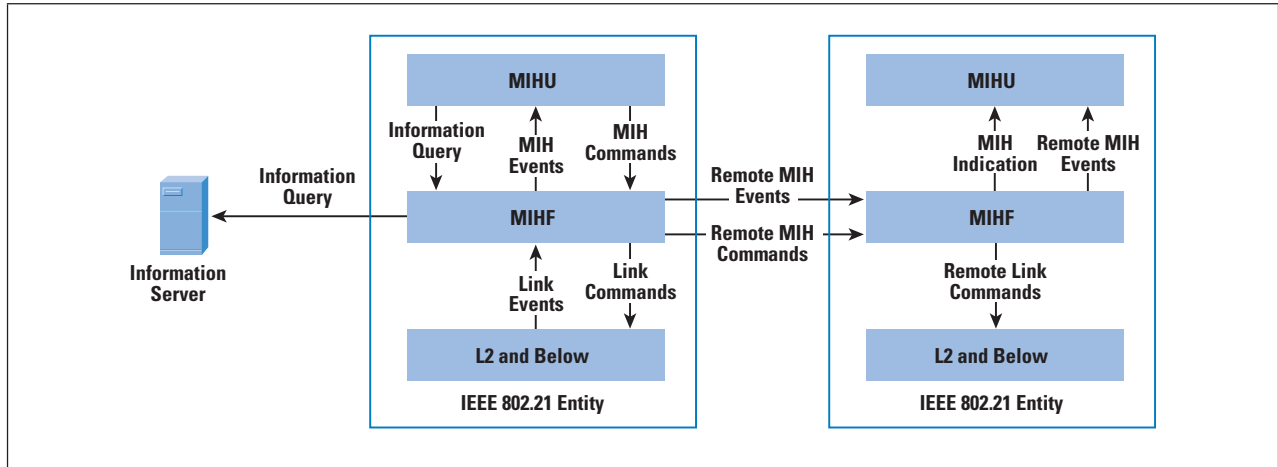 MIHU
Information
Query
MIH
Events
MIH
Commands
Information
Query
MIHF
Information
Server
Link
Events
Link
Commands
L2 and Below
IEEE 802.21 Entity
Remote MIH
Events
Remote MIH
Commands
MIHU
MIH
Indication
Remote MIH
Events
MIHF
Remote Link
Commands
L2 and Below
IEEE 802.21 Entity